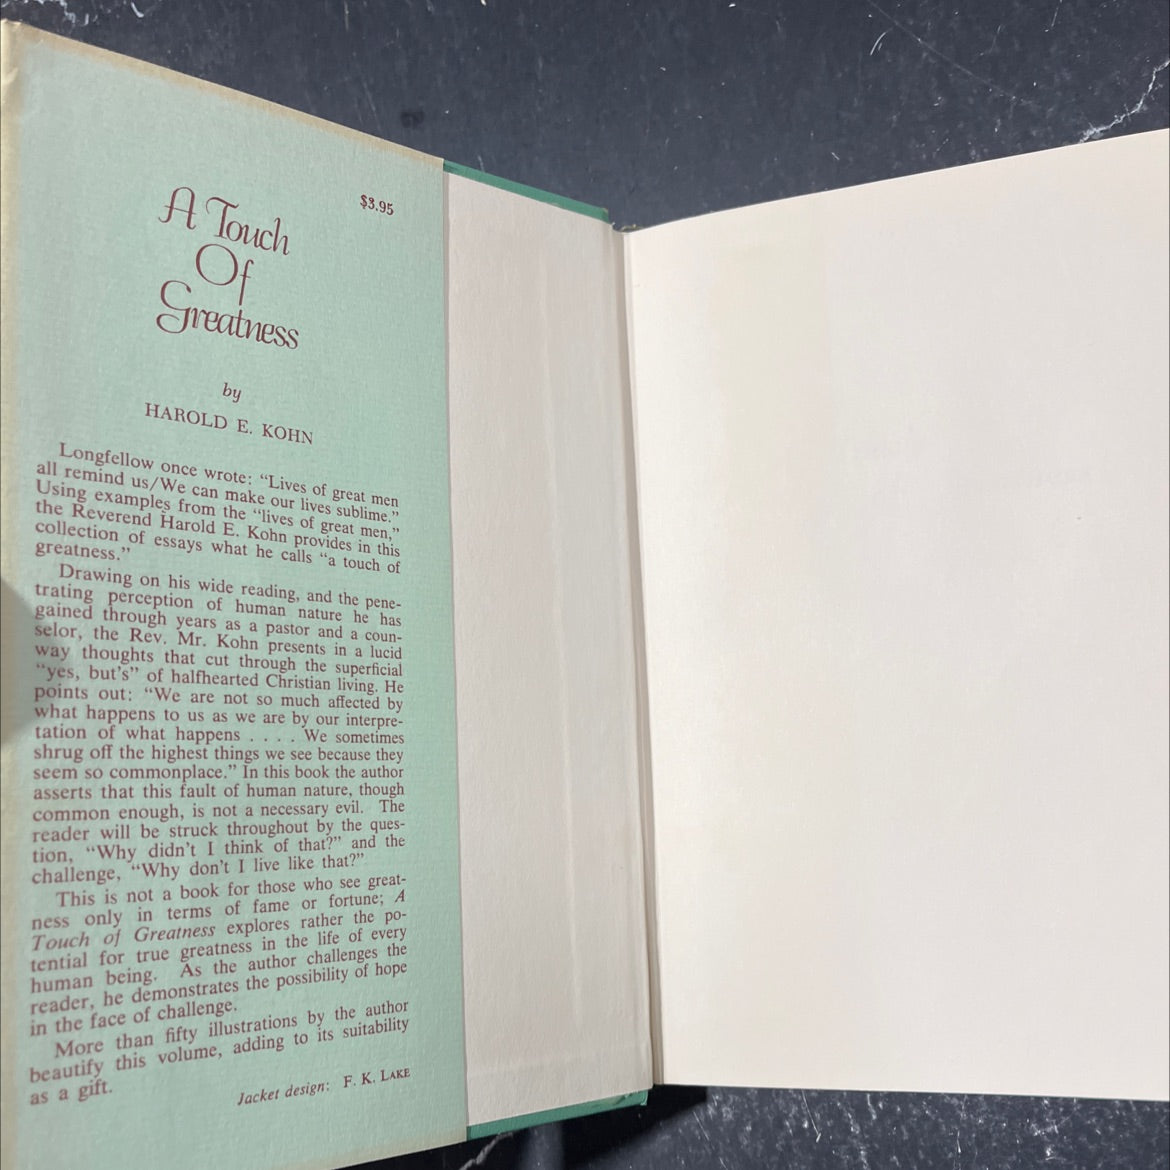 $3.95
A Touch
Of
Greatness
by
HAROLD E. KOHN
Longfellow once wrote: "Lives of great men
all remind us/We can make our lives sublime."
Using examples from the "lives of great men,"
the Reverend Harold E. Kohn provides in this
collection of essays what he calls "a touch of
greatness."
Drawing on his wide reading, and the pene-
trating perception of human nature he has
gained through years as a pastor and a coun-
selor, the Rev. Mr. Kohn presents in a lucid
way thoughts that cut through the superficial
"yes, but's" of halfhearted Christian living. He
points out: "We are not so much affected by
what happens to us as we are by our interpre-
tation of what happens . . . . We sometimes
shrug off the highest things we see because they
seem so commonplace." In this book the author
asserts that this fault of human nature, though
common enough, is not a necessary evil. The
reader will be struck throughout by the ques-
tion, "Why didn't I think of that?" and the
challenge, "Why don't I live like that?"
This is not a book for those who see great-
ness only in terms of fame or fortune; A
Touch of Greatness explores rather the po-
tential for true greatness in the life of every
human being. As the author challenges the
reader, he demonstrates the possibility of hope
in the face of challenge.
More than fifty illustrations by the author
beautify this volume, adding to its suitability
as a gift.
Jacket design: F. K. LAKE